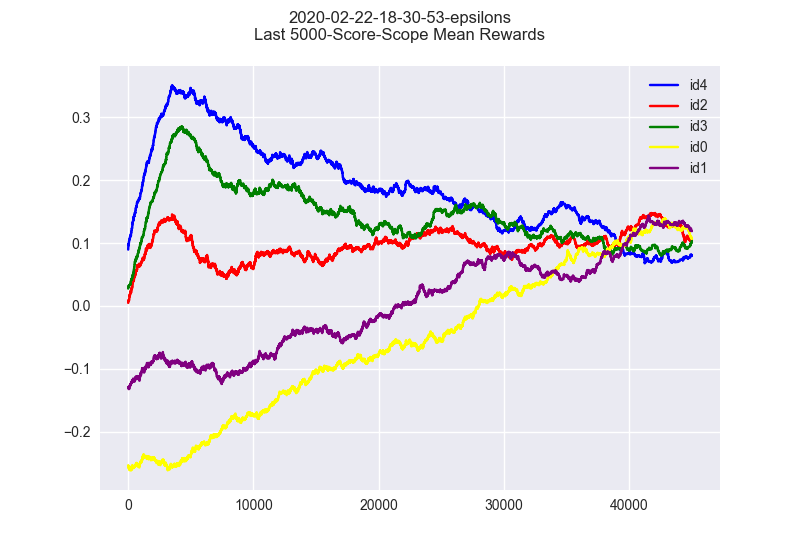 2020-02-22-18-30-53-epsilons
Last 5000-Score-Scope Mean Rewards
id4
id2
id3
id0
id1
0.3
0.2
0.1
0.0
−0.1
−0.2
0 10000 20000 30000 40000